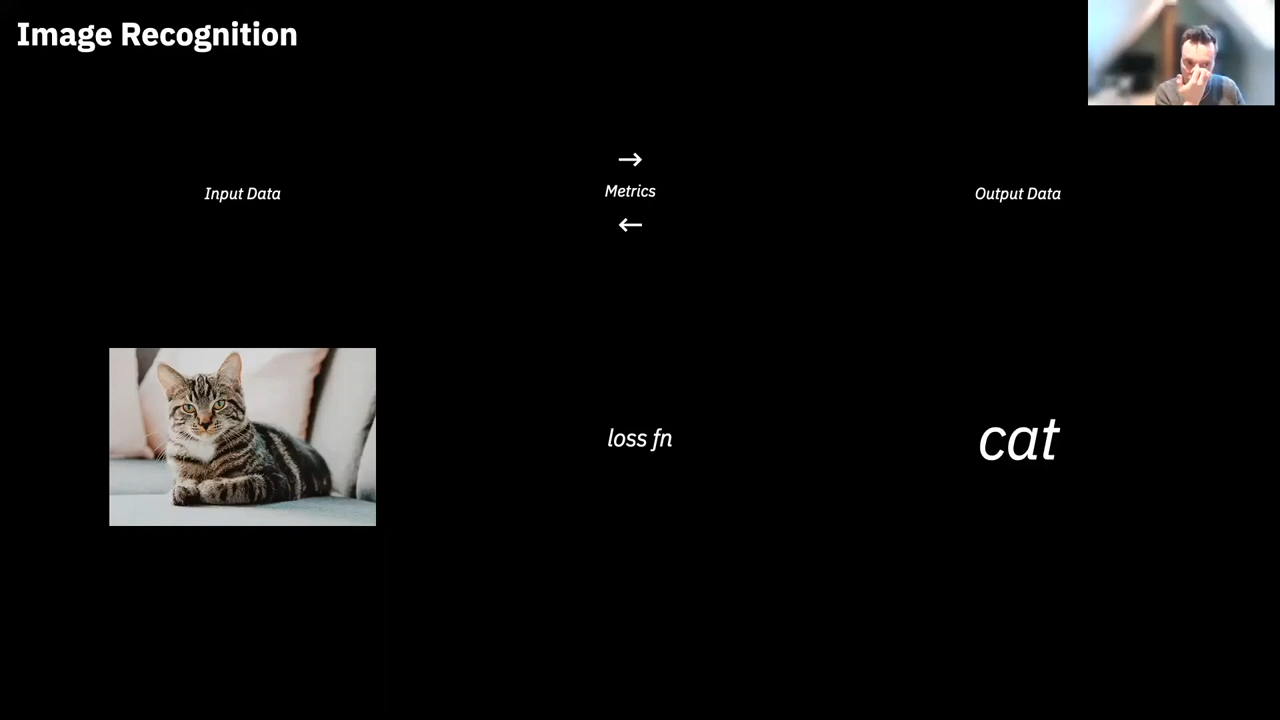 Image Recognition
→
Input Data
Metrics
Output Data
←
loss fn
cat